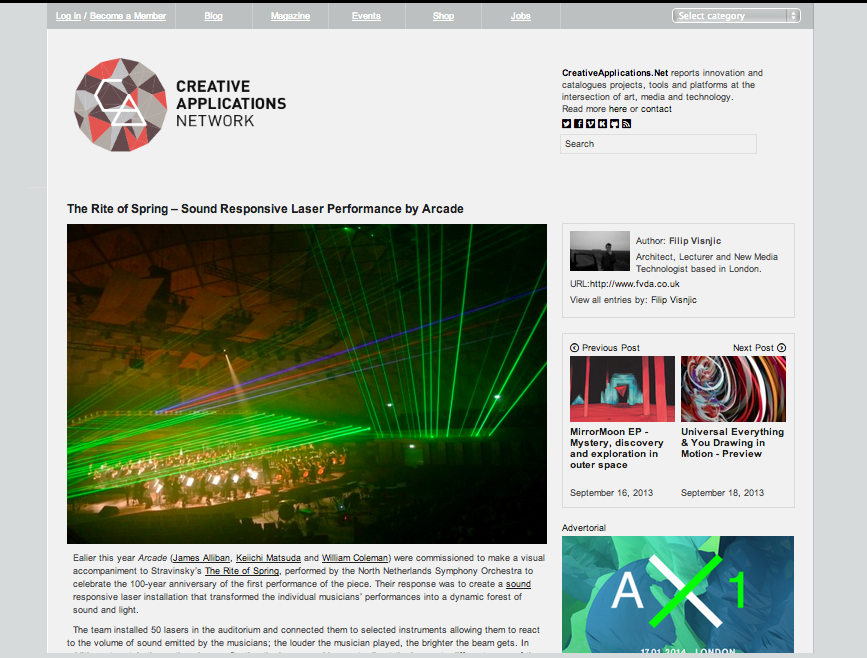 Log In / Become a Member
Blog
Magazine
Events
Shop
Jobs
Select category
CREATIVE
APPLICATIONS
NETWORK
CreativeApplications.Net reports innovation and
catalogues projects, tools and platforms at the
intersection of art, media and technology.
Read more here or contact
Search
The Rite of Spring – Sound Responsive Laser Performance by Arcade
Author: Filip Visnjic
Architect, Lecturer and New Media
Technologist based in London.
URL:http://www.fvda.co.uk
View all entries by: Filip Visnjic
Previous Post
Next Post
MirrorMoon EP -
Mystery, discovery
and exploration in
outer space
September 16, 2013
Universal Everything
& You Drawing in
Motion - Preview
September 18, 2013
Advertorial
A X 1
17.01.2014 - LONDON
Ealier this year Arcade (James Alliban, Keiichi Matsuda and William Coleman) were commissioned to make a visual
accompaniment to Stravinsky's The Rite of Spring, performed by the North Netherlands Symphony Orchestra to
celebrate the 100-year anniversary of the first performance of the piece. Their response was to create a sound
responsive laser installation that transformed the individual musicians' performances into a dynamic forest of
sound and light.
The team installed 50 lasers in the auditorium and connected them to selected instruments allowing them to react
to the volume of sound emitted by the musicians; the louder the musician played, the brighter the beam gets. In